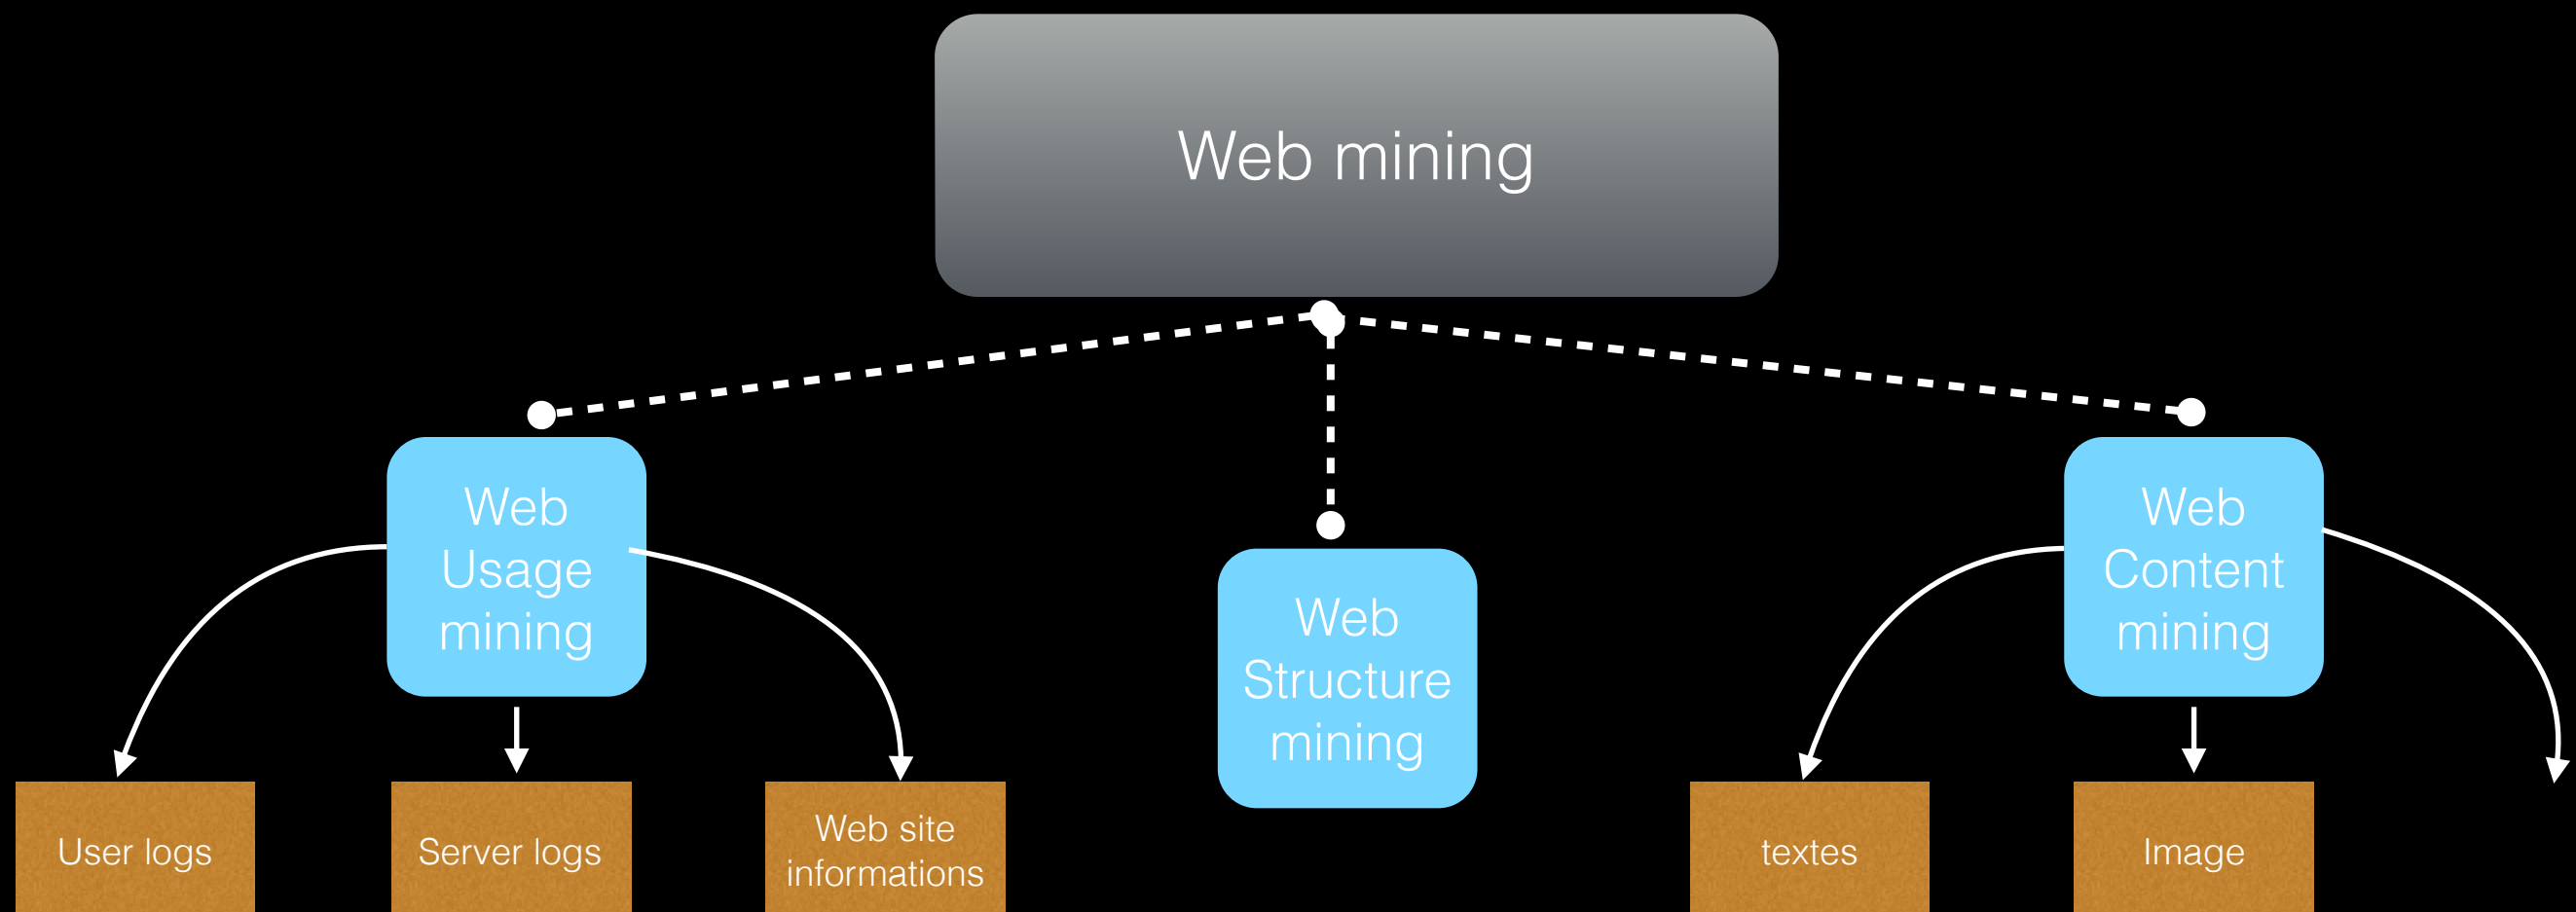 Web mining
Web
Usage
mining
Web
Structure
mining
Web
Content
mining
User logs
Server logs
Web site
informations
textes
Image